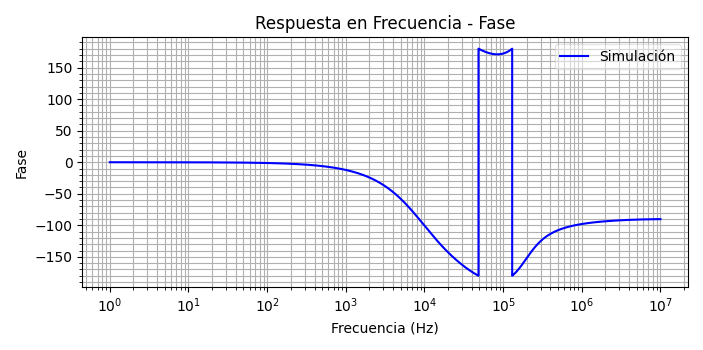 Respuesta en Frecuencia - Fase
Simulación
Fase
150
100
50
0
−50
−100
−150
10⁰ 10¹ 10² 10³ 10⁴ 10⁵ 10⁶ 10⁷
Frecuencia (Hz)